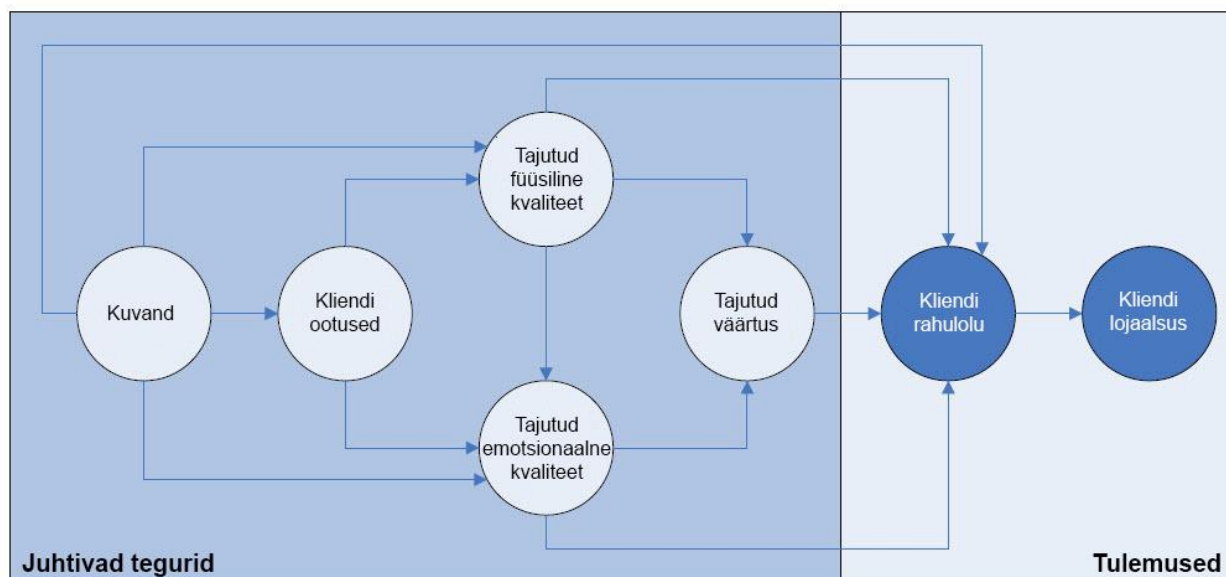 Tajutud
füüsiline
kvaliteet
Kuvand
Kliendi
ootused
Tajutud
väärtus
Kliendi
rahulolu
Kliendi
lojaalsus
Tajutud
emotsionaalne
kvaliteet
Juhtivad tegurid
Tulemused